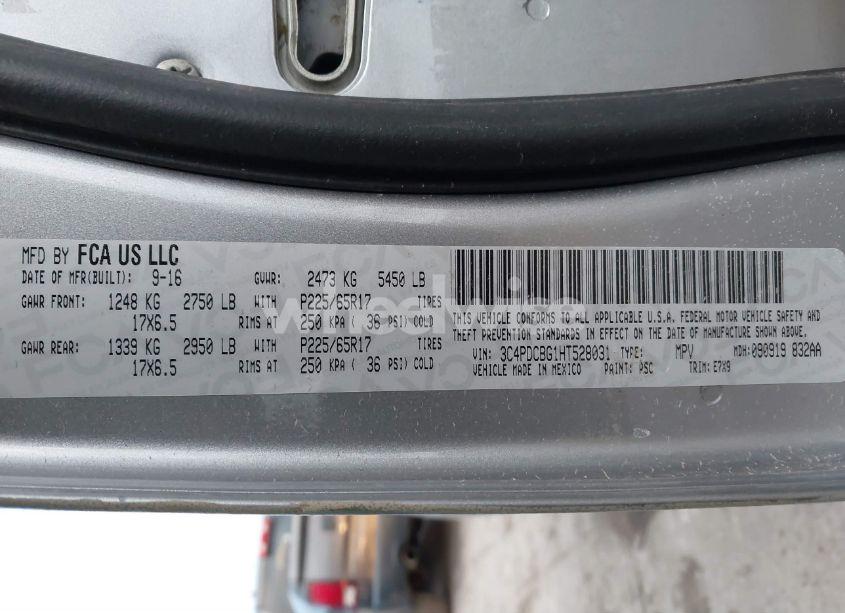 MFD BY FCA US LLC
DATE OF MFR(BUILT): 9-16 GVWR: 2473 KG 5450 LB
GAWR FRONT: 1248 KG 2750 LB WITH P225/65R17 TIRES
17X6.5 RIMS AT 250 KPA ( 36 PSI) COLD
GAWR REAR: 1339 KG 2950 LB WITH P225/65R17 TIRES
17X6.5 RIMS AT 250 KPA ( 36 PSI) COLD
THIS VEHICLE CONFORMS TO ALL APPLICABLE U.S.A. FEDERAL MOTOR VEHICLE SAFETY AND
THEFT PREVENTION STANDARDS IN EFFECT ON THE DATE OF MANUFACTURE SHOWN ABOVE.
VIN: 3C4PDCBG1HT529031 TYPE: MPV MDH: 090919 832AA
VEHICLE MADE IN MEXICO PAINT: PSC TRIM: E7X9